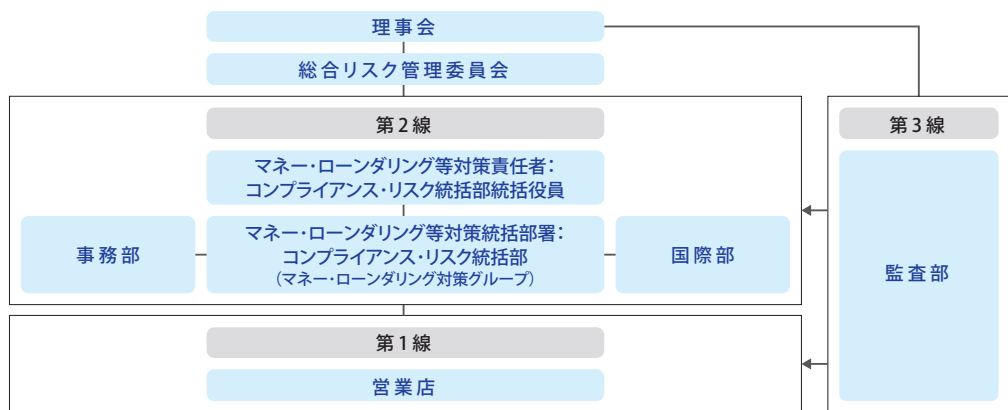 理事会
総合リスク管理委員会
第2線
マネー・ローンダリング等対策責任者:
コンプライアンス・リスク統括部統括役員
事務部
マネー・ローンダリング等対策統括部署:
コンプライアンス・リスク統括部
(マネー・ローンダリング対策グループ)
国際部
第1線
営業店
第3線
監査部